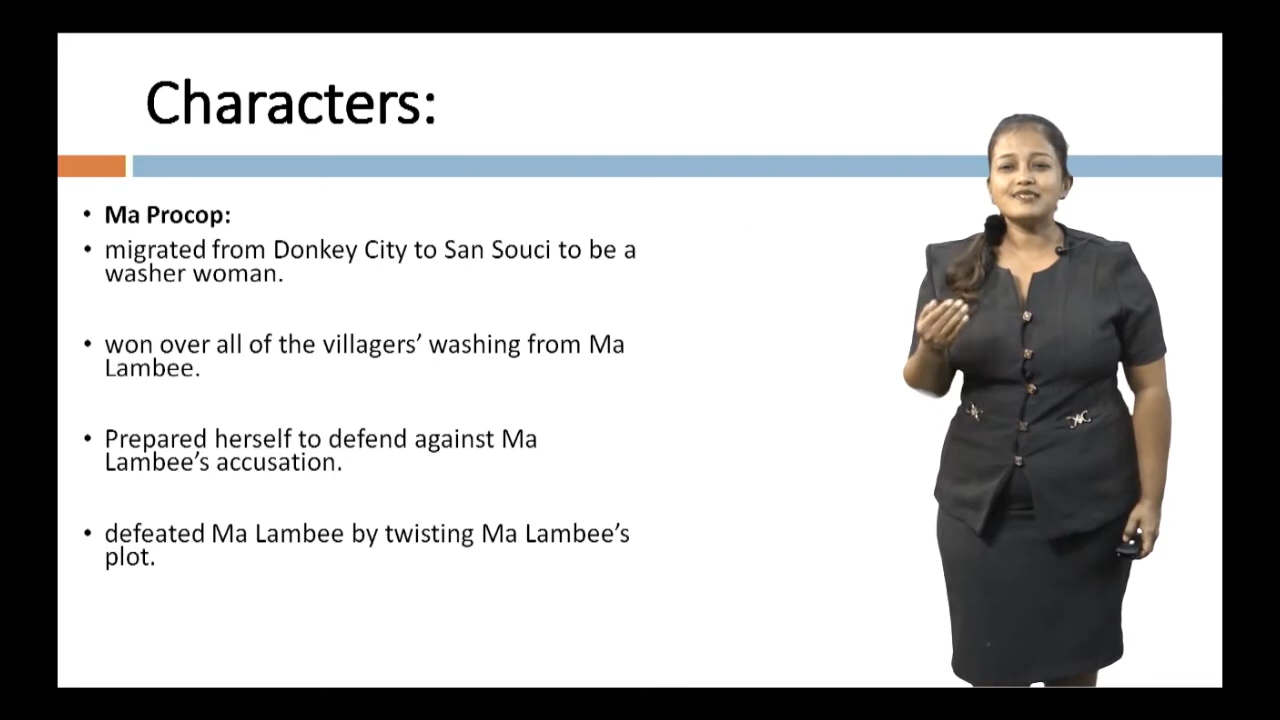 Characters:
• Ma Procop:
• migrated from Donkey City to San Souci to be a
washer woman.
• won over all of the villagers’ washing from Ma
Lambee.
• Prepared herself to defend against Ma
Lambee’s accusation.
• defeated Ma Lambee by twisting Ma Lambee’s
plot.